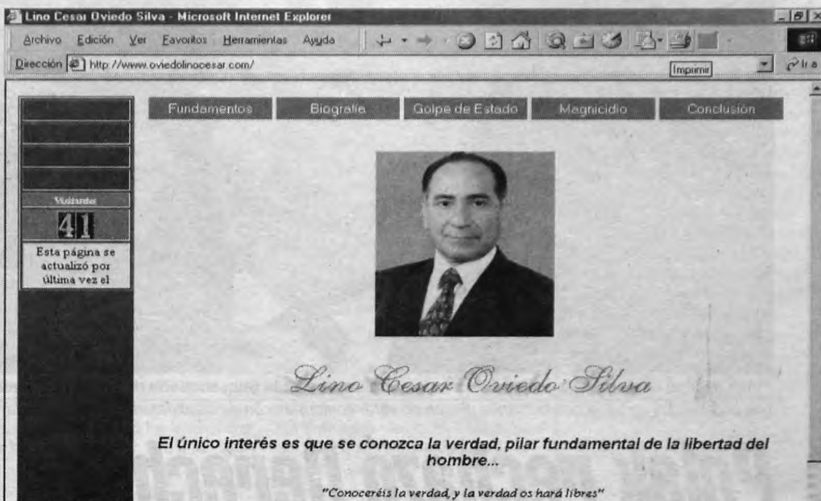 Lino Cesar Oviedo Silva - Microsoft Internet Explorer
Archivo Edición Ver Favoritos Herramientas Ayuda
Dirección http://www.oviedolinocesar.com/
Imprimir
Ir a
Fundamentos Biografía Golpe de Estado Magnicidio Conclusión
Visitantes
41
Esta página se
actualizó por
última vez el
Lino Cesar Oviedo Silva
El único interés es que se conozca la verdad, pilar fundamental de la libertad del
hombre...
"Conoceréis la verdad, y la verdad os hará libres"